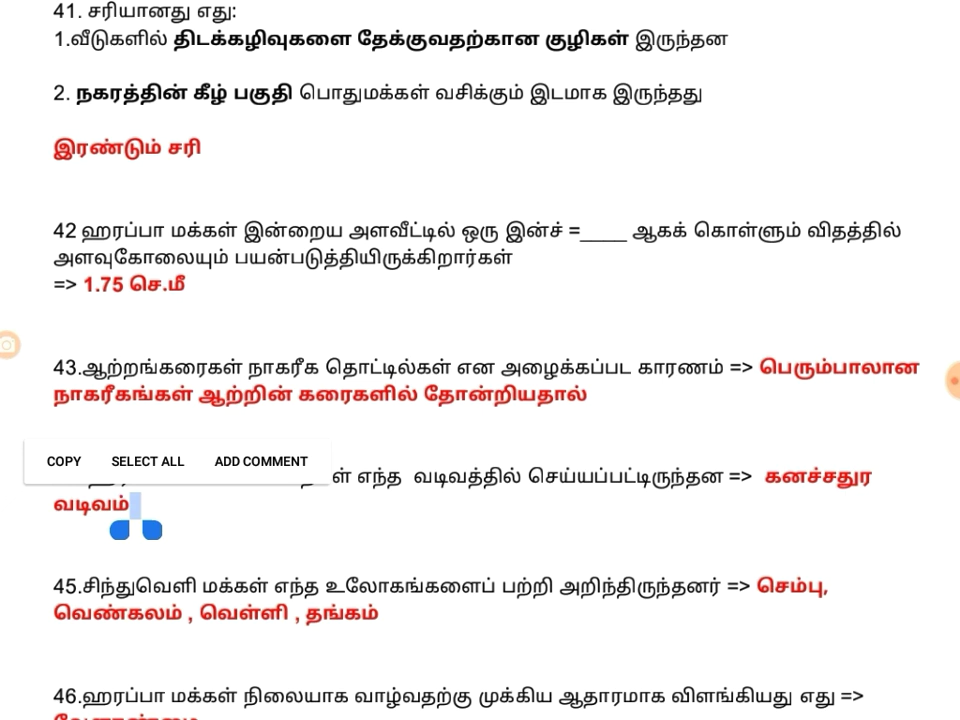 41. சரியானது எது:
1.வீடுகளில் திடக்கழிவுகளை தேக்குவதற்கான குழிகள் இருந்தன
2. நகரத்தின் கீழ் பகுதி பொதுமக்கள் வசிக்கும் இடமாக இருந்தது
இரண்டும் சரி
42 ஹரப்பா மக்கள் இன்றைய அளவீட்டில் ஒரு இன்ச் =____ ஆகக் கொள்ளும் விதத்தில்
அளவுகோலையும் பயன்படுத்தியிருக்கிறார்கள்
=> 1.75 செ.மீ
43.ஆற்றங்கரைகள் நாகரீக தொட்டில்கள் என அழைக்கப்பட காரணம் => பெரும்பாலான
நாகரீகங்கள் ஆற்றின் கரைகளில் தோன்றியதால்
COPY SELECT ALL ADD COMMENT
எந்த வடிவத்தில் செய்யப்பட்டிருந்தன => கனச்சதுர
வடிவம்
45.சிந்துவெளி மக்கள் எந்த உலோகங்களைப் பற்றி அறிந்திருந்தனர் => செம்பு,
வெண்கலம் , வெள்ளி , தங்கம்
46.ஹரப்பா மக்கள் நிலையாக வாழ்வதற்கு முக்கிய ஆதாரமாக விளங்கியது எது =>